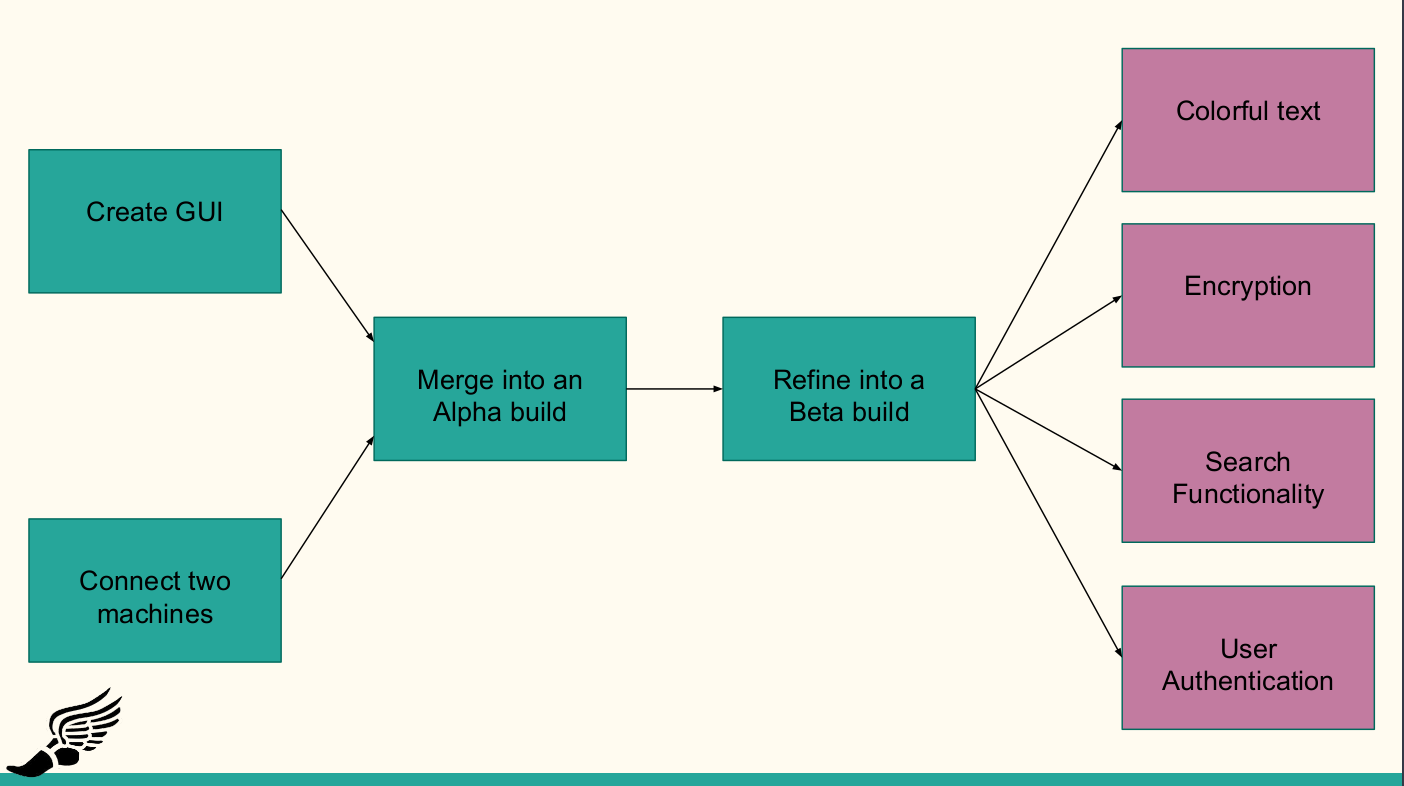 Create GUI
Connect two
machines
Merge into an
Alpha build
Refine into a
Beta build
Colorful text
Encryption
Search
Functionality
User
Authentication